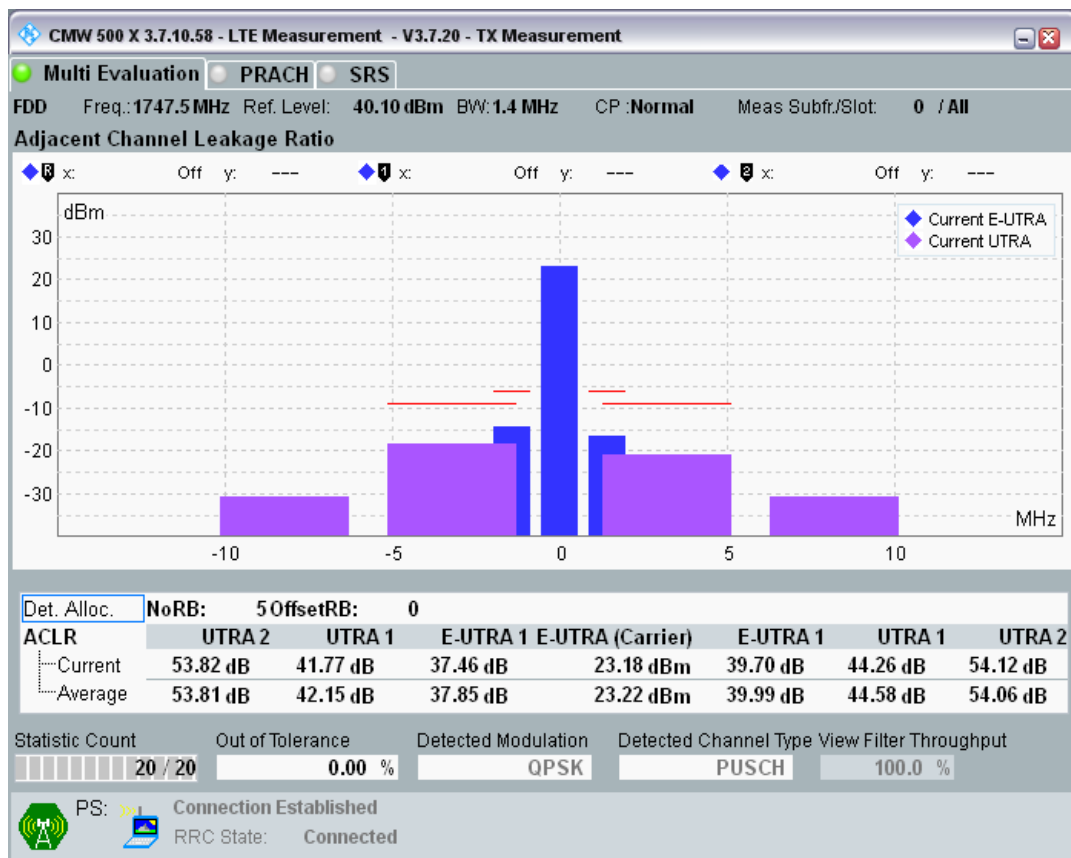 CMW 500 X 3.7.10.58 - LTE Measurement - V3.7.20 - TX Measurement
Multi Evaluation PRACH SRS
FDD Freq.: 1747.5 MHz Ref. Level: 40.10 dBm BW: 1.4 MHz CP :Normal Meas Subfr./Slot: 0 / All
Adjacent Channel Leakage Ratio
R x: Off y: --- 1 x: Off y: --- 2 x: Off y: ---
dBm
Current E-UTRA
Current UTRA
30
20
10
0
-10
-20
-30
MHz
-10 -5 0 5 10
Det. Alloc. NoRB: 5 OffsetRB: 0
ACLR UTRA 2 UTRA 1 E-UTRA 1 E-UTRA (Carrier) E-UTRA 1 UTRA 1 UTRA 2
Current 53.82 dB 41.77 dB 37.46 dB 23.18 dBm 39.70 dB 44.26 dB 54.12 dB
Average 53.81 dB 42.15 dB 37.85 dB 23.22 dBm 39.99 dB 44.58 dB 54.06 dB
Statistic Count Out of Tolerance Detected Modulation Detected Channel Type View Filter Throughput
20 / 20 0.00 % QPSK PUSCH 100.0 %
PS: Connection Established
RRC State: Connected